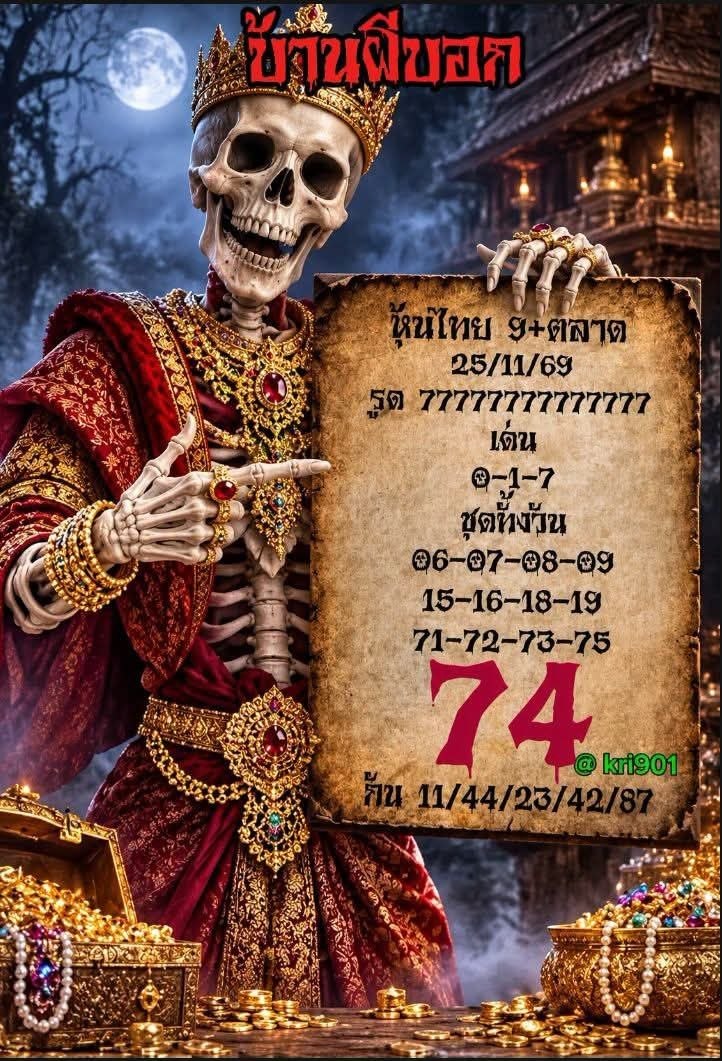 บ้านผีบอก
หุ้นไทย 9+ตลาด
25/11/69
รูด 777777777777777
เด่น
0-1-7
ชุดทั้งวัน
06-07-08-09
15-16-18-19
71-72-73-75
74
@ kri901
กัน 11/44/23/42/87